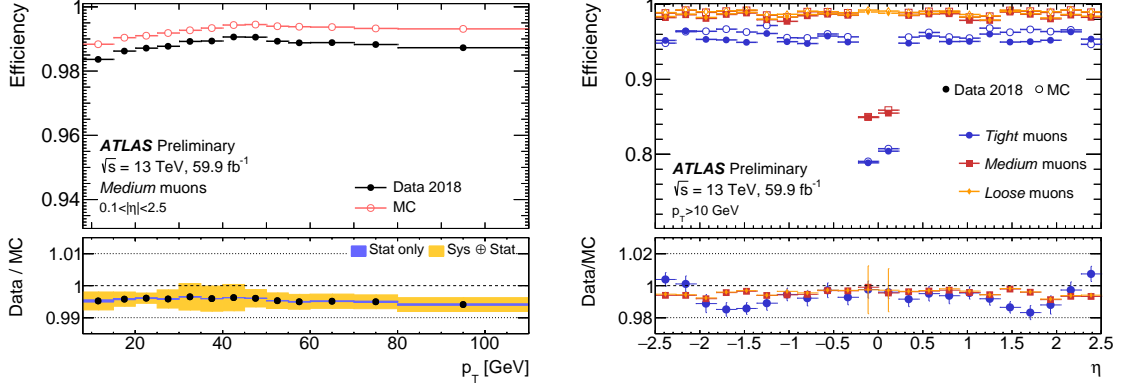 Efficiency
1
0.98
0.96
0.94
ATLAS Preliminary
√s = 13 TeV, 59.9 fb⁻¹
Medium muons
0.1<|η|<2.5
Data 2018
MC
Data / MC
1.01
1
0.99
Stat only
Sys ⊕ Stat
20 30 40 50 60 70 80 90 100
p_T [GeV]
Efficiency
1
0.9
0.8
Data 2018 MC
Tight muons
Medium muons
Loose muons
ATLAS Preliminary
√s = 13 TeV, 59.9 fb⁻¹
p_T>10 GeV
Data/MC
1.02
1
0.98
−2.5 −2 −1.5 −1 −0.5 0 0.5 1 1.5 2 2.5
η